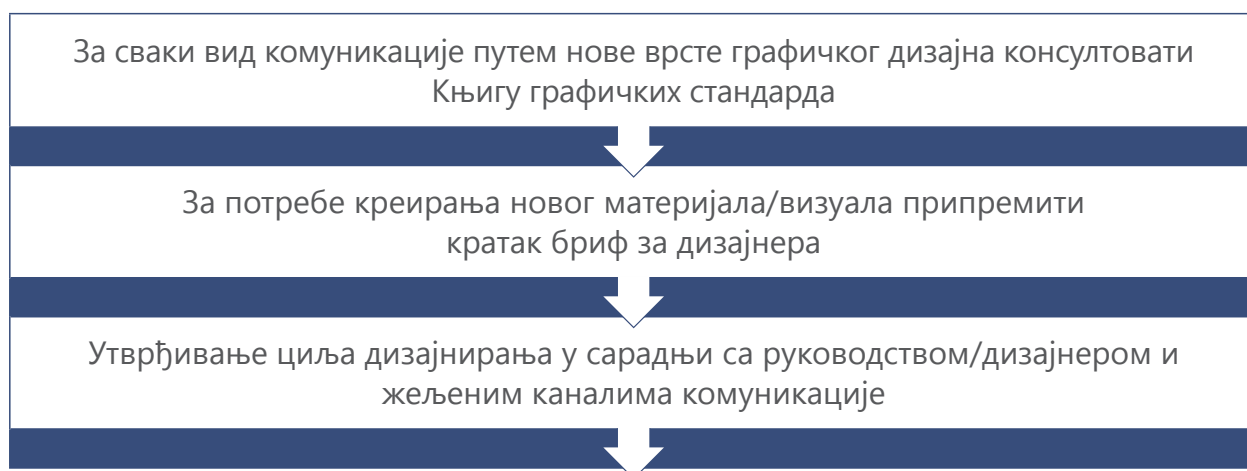 За сваки вид комуникације путем нове врсте графичког дизајна консултовати
Књигу графичких стандарда
За потребе креирања новог материјала/визуала припремити
кратак бриф за дизајнера
Утврђивање циља дизајнирања у сарадњи са руководством/дизајнером и
жељеним каналима комуникације